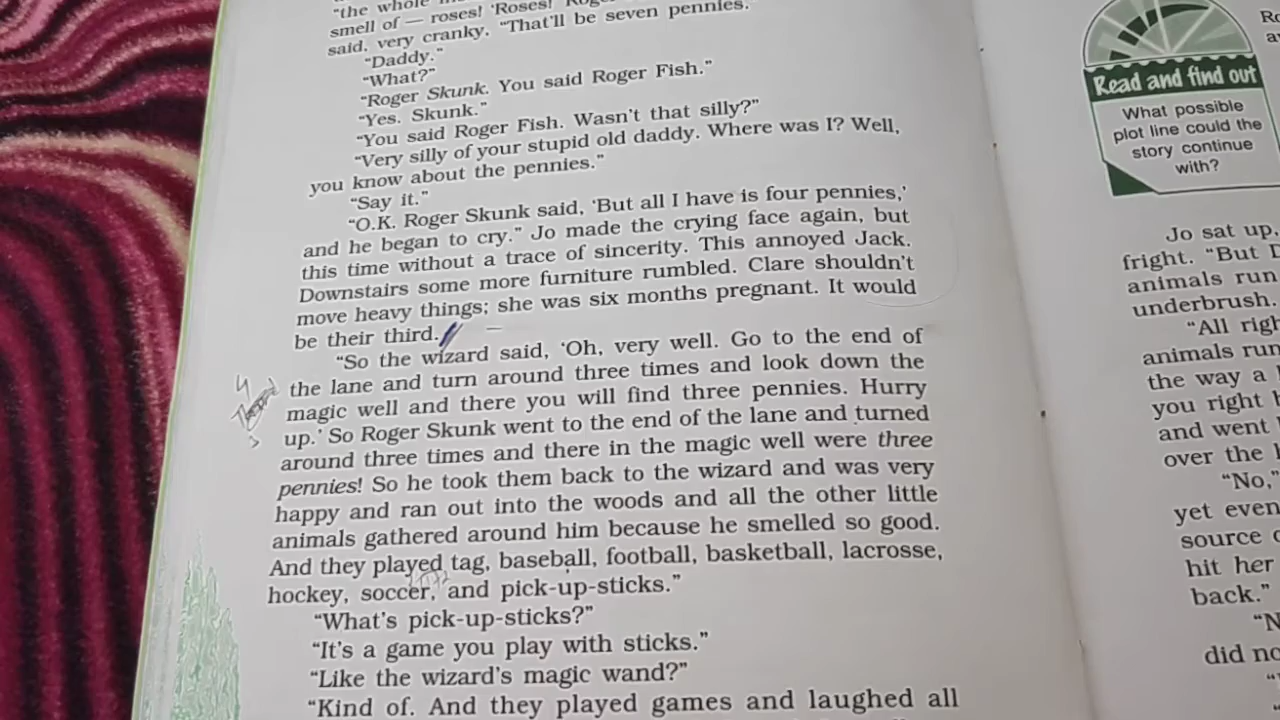 "the whole
smell of — roses! 'Roses!
said, very cranky. "That'll be seven pennies."
"Daddy."
"What?"
"Roger Skunk. You said Roger Fish."
"Yes. Skunk."
"You said Roger Fish. Wasn't that silly?"
"Very silly of your stupid old daddy. Where was I? Well,
you know about the pennies."
"Say it."
"O.K. Roger Skunk said, 'But all I have is four pennies,'
and he began to cry." Jo made the crying face again, but
this time without a trace of sincerity. This annoyed Jack.
Downstairs some more furniture rumbled. Clare shouldn't
move heavy things; she was six months pregnant. It would
be their third.
"So the wizard said, 'Oh, very well. Go to the end of
the lane and turn around three times and look down the
magic well and there you will find three pennies. Hurry
up.' So Roger Skunk went to the end of the lane and turned
around three times and there in the magic well were three
pennies! So he took them back to the wizard and was very
happy and ran out into the woods and all the other little
animals gathered around him because he smelled so good.
And they played tag, baseball, football, basketball, lacrosse,
hockey, soccer, and pick-up-sticks."
"What's pick-up-sticks?"
"It's a game you play with sticks."
"Like the wizard's magic wand?"
"Kind of. And they played games and laughed all
Read and find out
What possible
plot line could the
story continue
with?
Jo sat up,
fright. "But
animals run
underbrush.
"All
animals run
the way a
you right
and went
over the
"No,"
yet even
source
hit her
back."
did